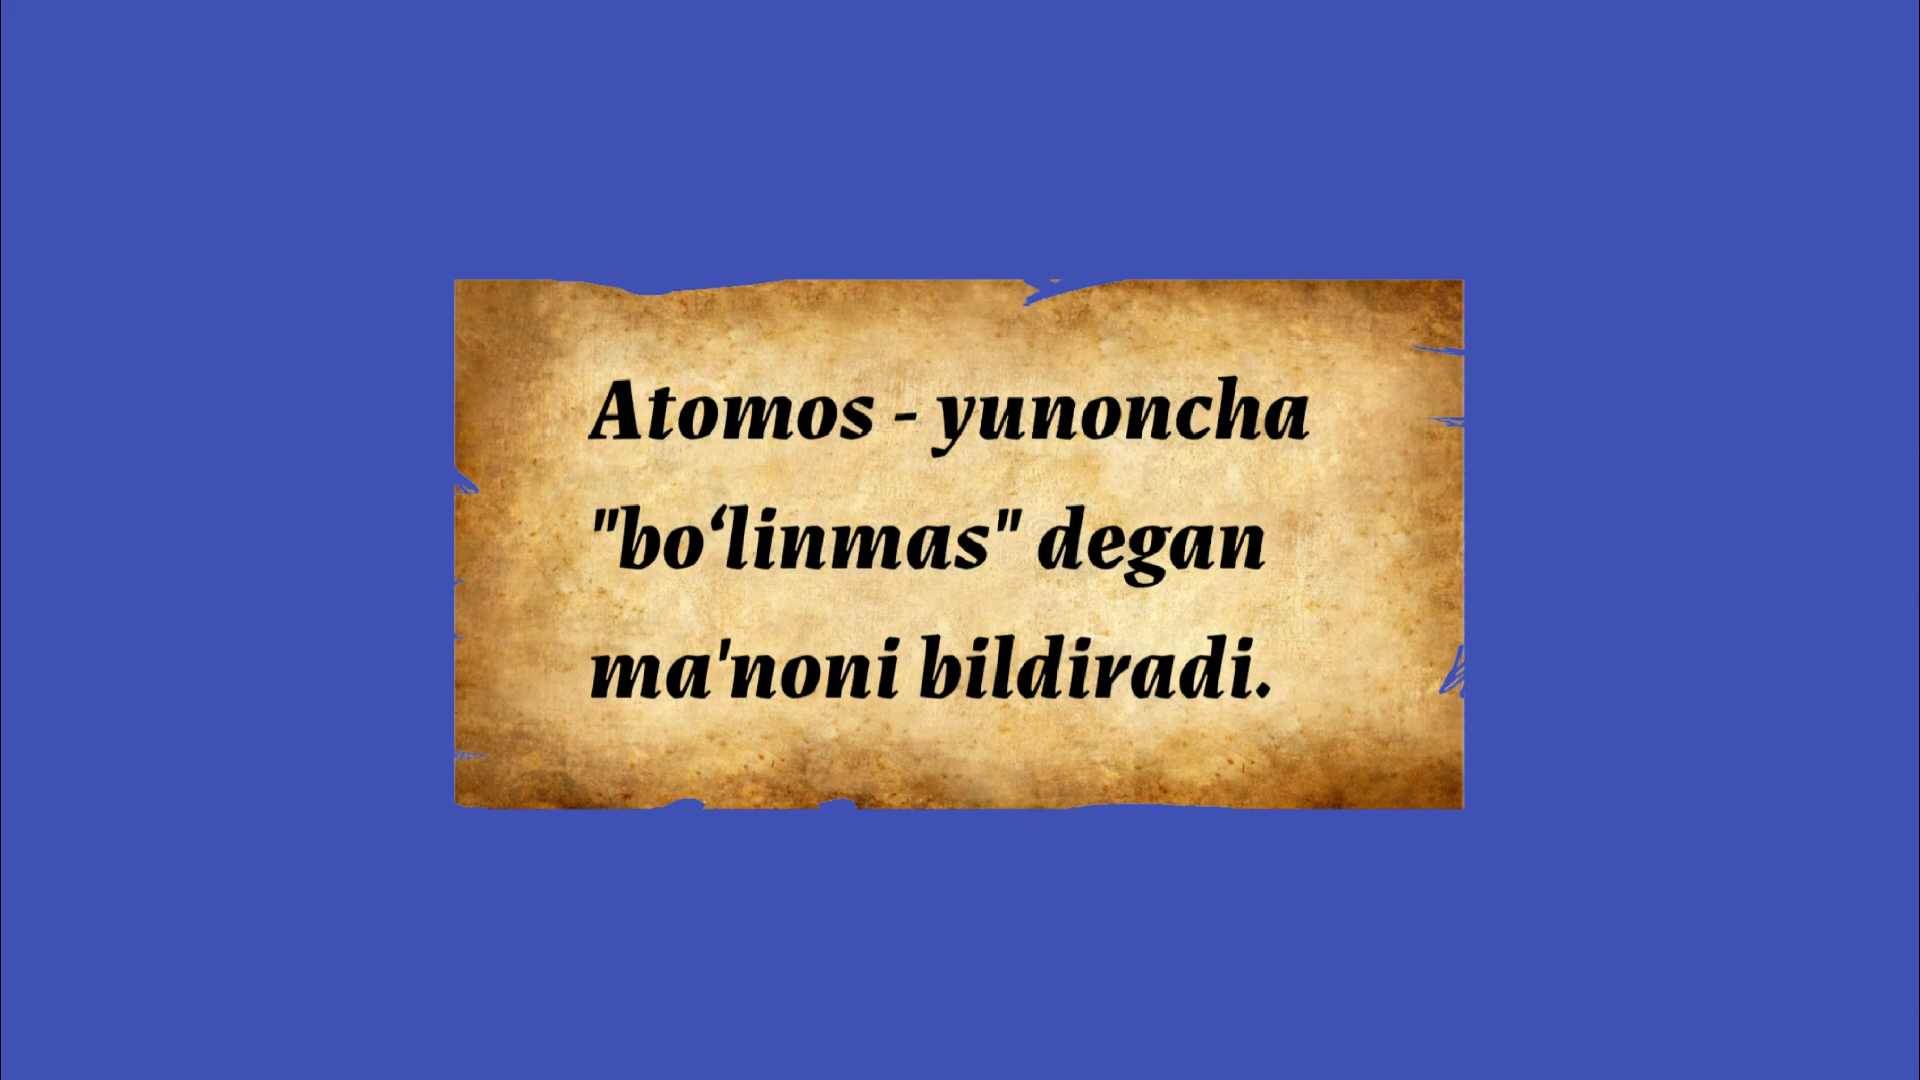 Atomos - yunoncha
"bo‘linmas" degan
ma'noni bildiradi.